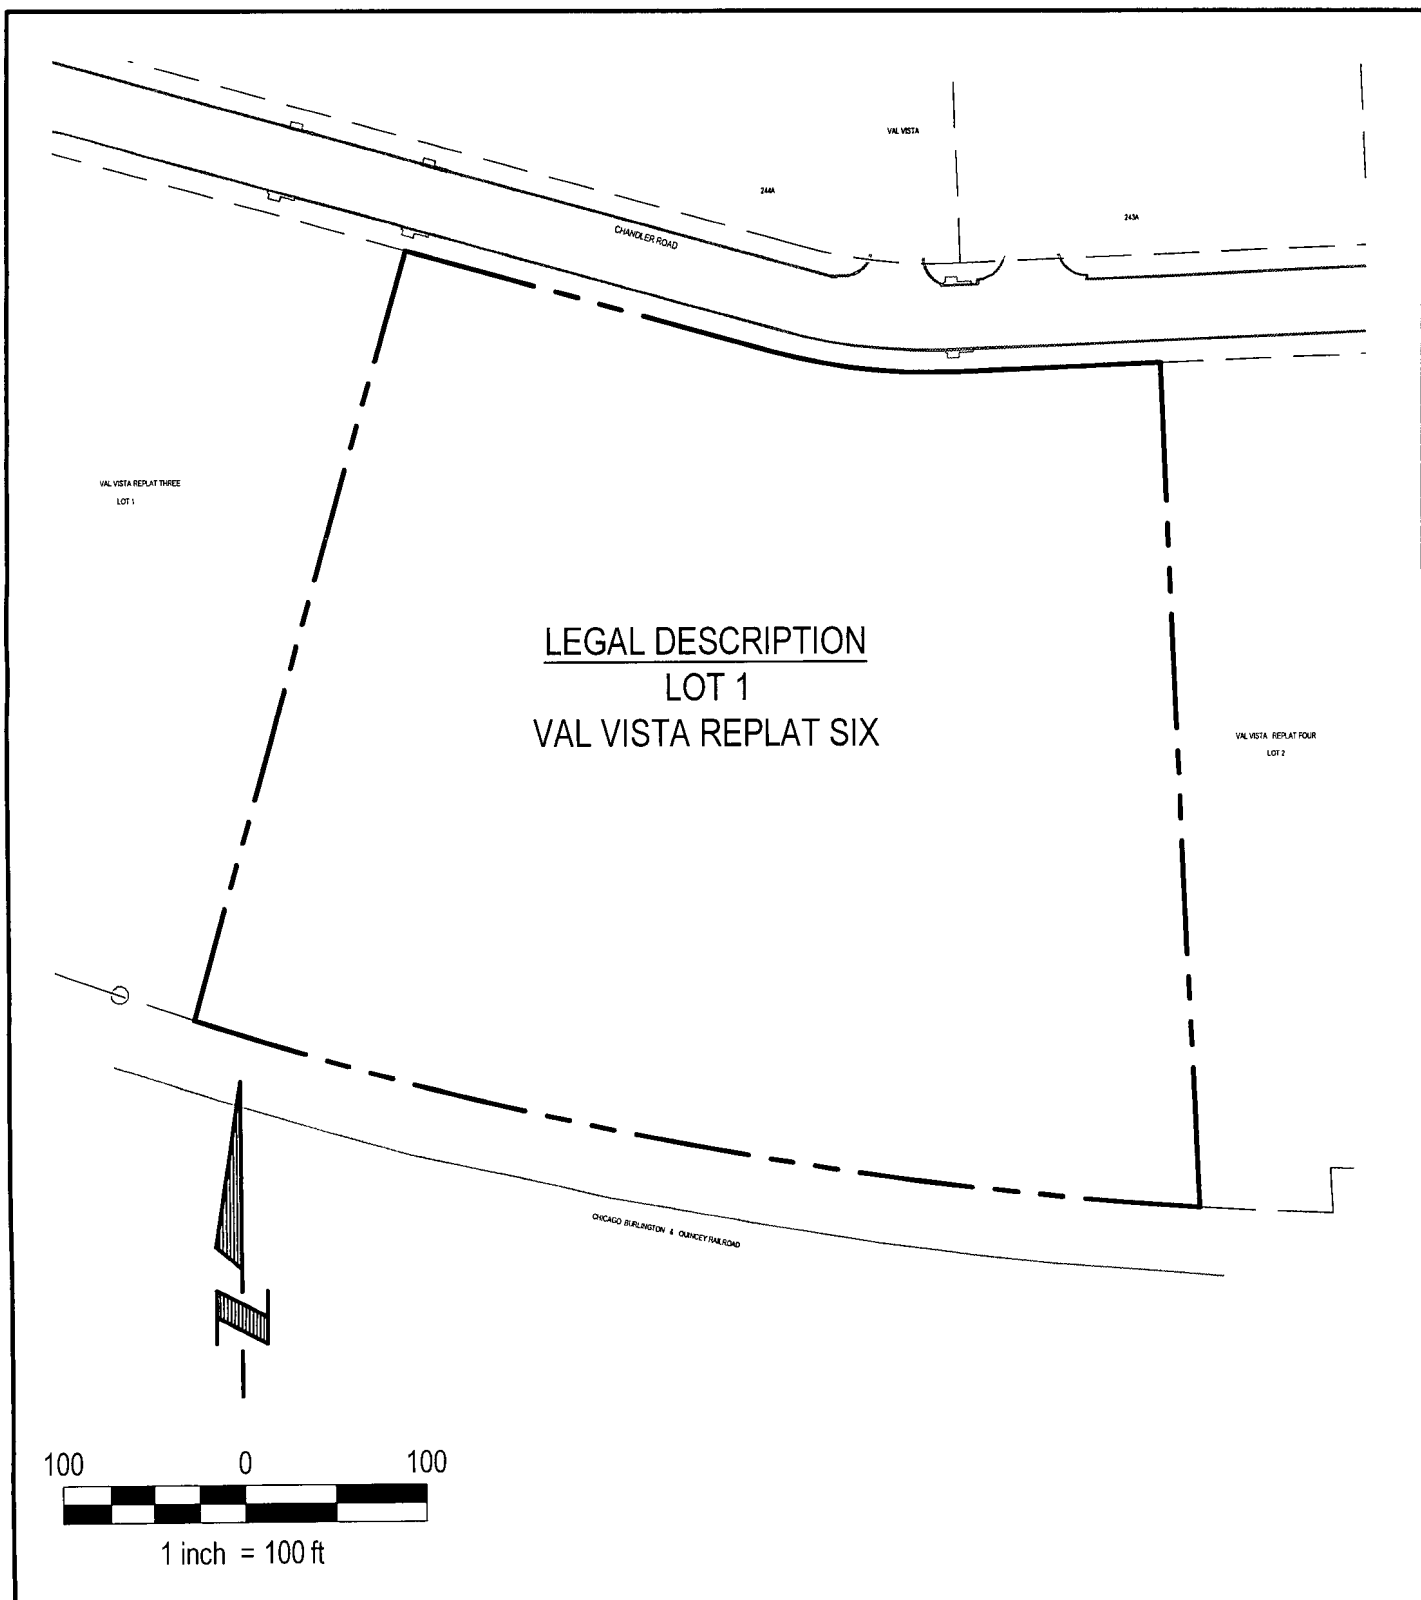 VAL VISTA
244A
243A
CHANDLER ROAD
VAL VISTA REPLAT THREE
LOT 1
LEGAL DESCRIPTION
LOT 1
VAL VISTA REPLAT SIX
VAL VISTA REPLAT FOUR
LOT 2
CHICAGO BURLINGTON & QUINCEY RAILROAD
100 0 100
1 inch = 100 ft